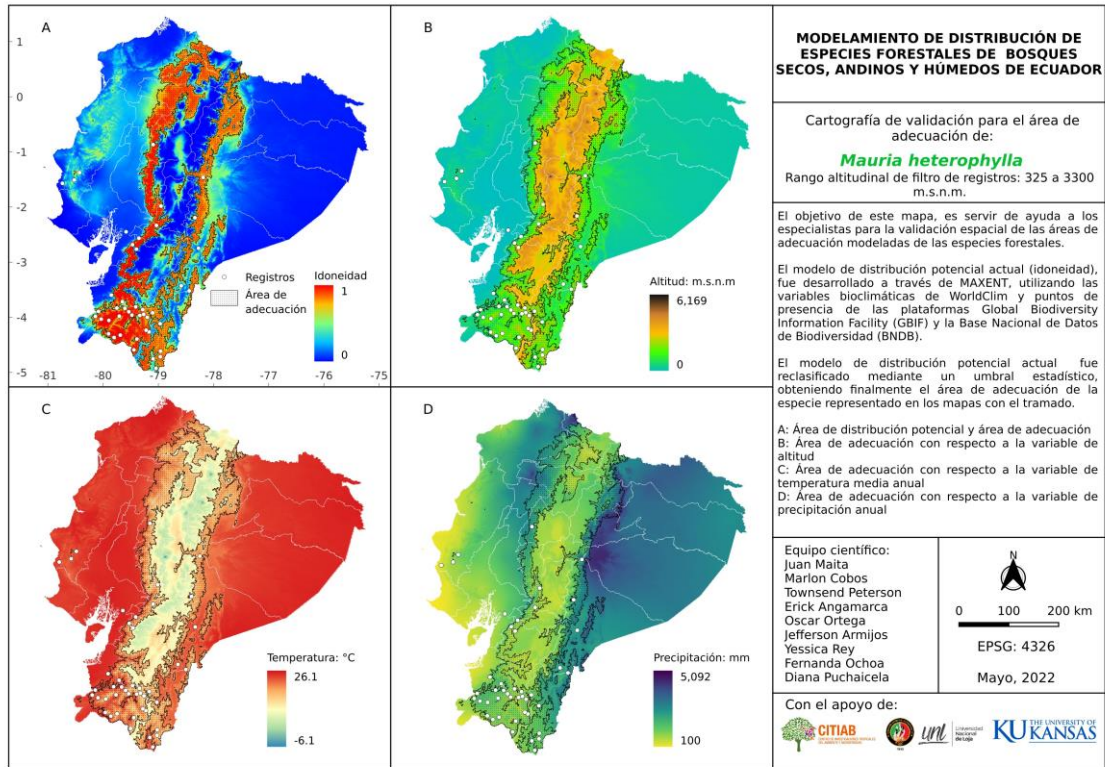 A
B
1
0
-1
-2
-3
-4
-5
-81
-80
-79
-78
-77
-76
-75
Registros
Área de
adecuación
Idoneidad
1
0
Altitud: m.s.n.m
6,169
0
C
D
Temperatura: °C
26.1
-6.1
Precipitación: mm
5,092
100
MODELAMIENTO DE DISTRIBUCIÓN DE
ESPECIES FORESTALES DE BOSQUES
SECOS, ANDINOS Y HÚMEDOS DE ECUADOR
Cartografía de validación para el área de
adecuación de:
Mauria heterophylla
Rango altitudinal de filtro de registros: 325 a 3300
m.s.n.m.
El objetivo de este mapa, es servir de ayuda a los
especialistas para la validación espacial de las áreas de
adecuación modeladas de las especies forestales.
El modelo de distribución potencial actual (idoneidad),
fue desarrollado a través de MAXENT, utilizando las
variables bioclimáticas de WorldClim y puntos de
presencia de las plataformas Global Biodiversity
Information Facility (GBIF) y la Base Nacional de Datos
de Biodiversidad (BNDB).
El modelo de distribución potencial actual fue
reclasificado mediante un umbral estadístico,
obteniendo finalmente el área de adecuación de la
especie representado en los mapas con el tramado.
A: Área de distribución potencial y área de adecuación
B: Área de adecuación con respecto a la variable de
altitud
C: Área de adecuación con respecto a la variable de
temperatura media anual
D: Área de adecuación con respecto a la variable de
precipitación anual
Equipo científico:
Juan Maita
Marlon Cobos
Townsend Peterson
Erick Angamarca
Oscar Ortega
Jefferson Armijos
Yessica Rey
Fernanda Ochoa
Diana Puchaicela
N
0 100 200 km
EPSG: 4326
Mayo, 2022
Con el apoyo de:
CITIAB
unl
Universidad
Nacional
de Loja
KU THE UNIVERSITY OF
KANSAS